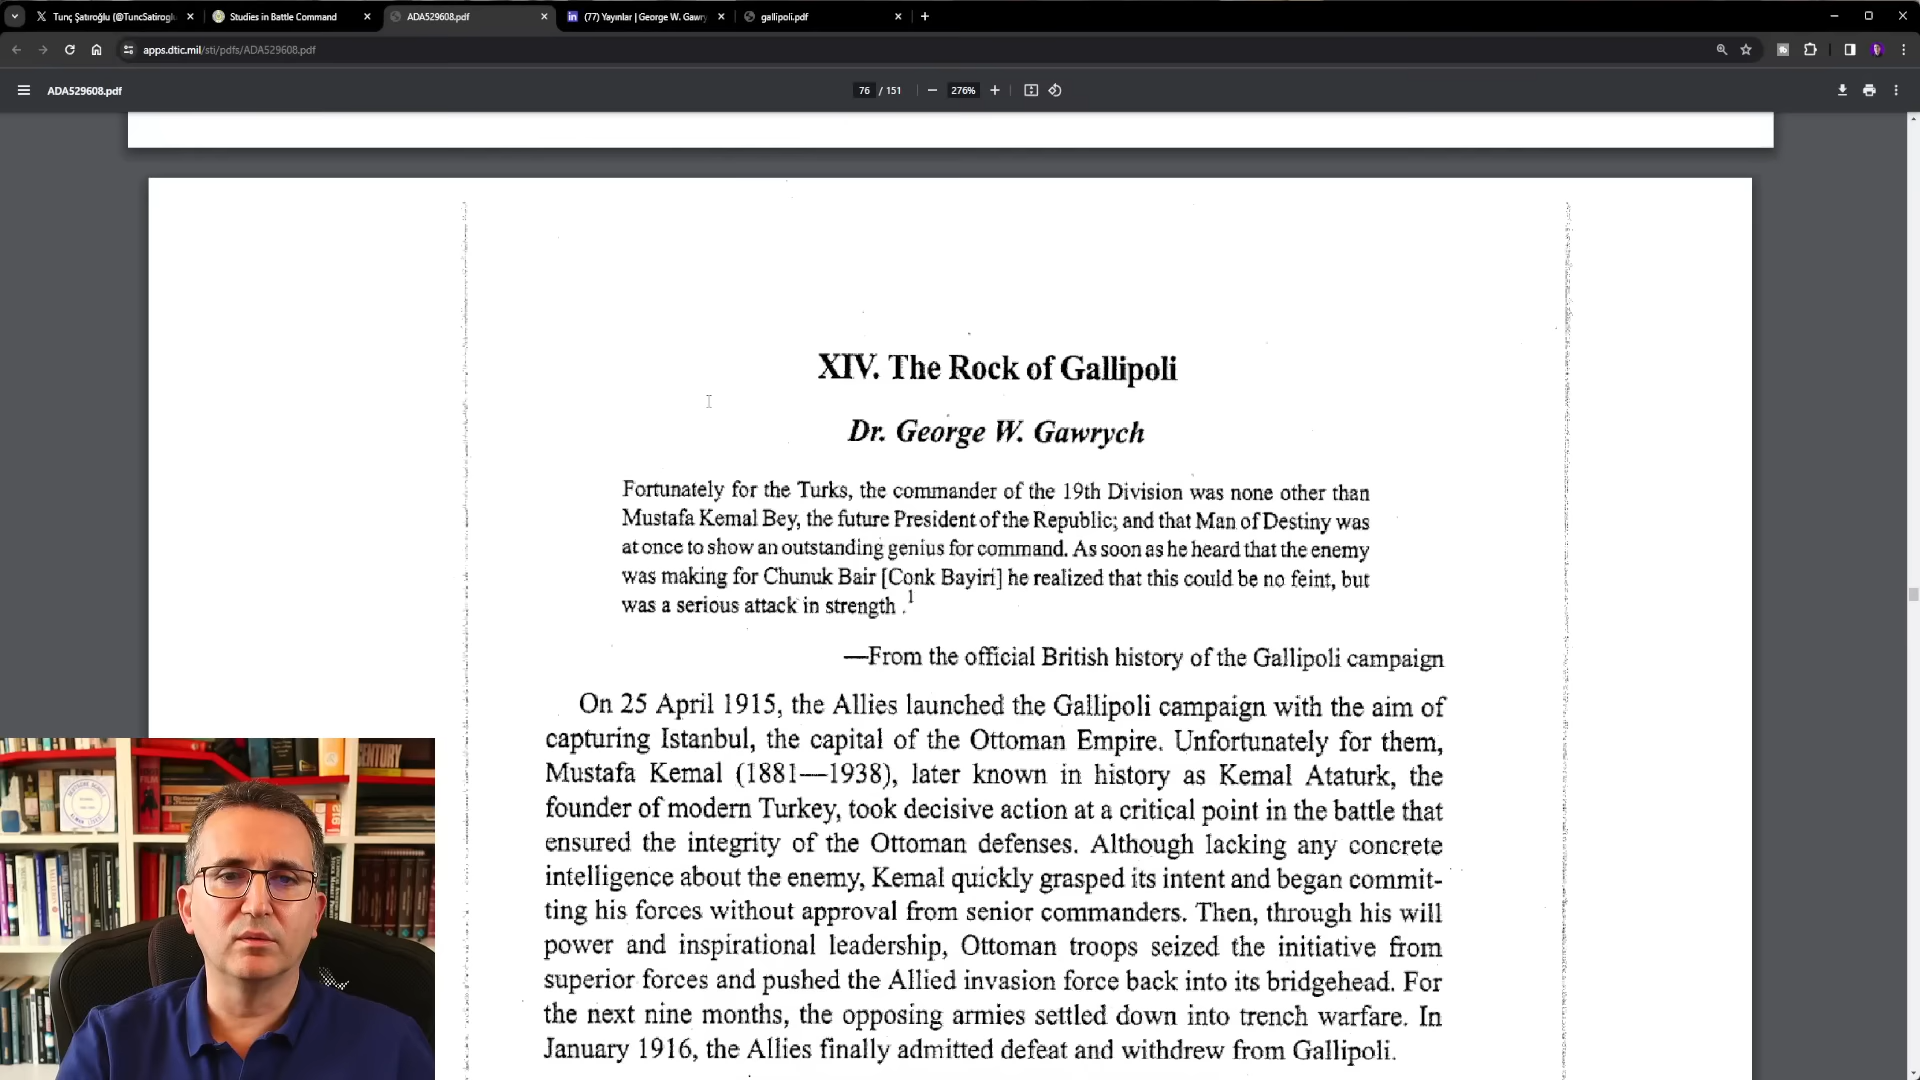 Tunç Şatıroğlu (@TuncSatirogl
Studies in Battle Command
ADA529608.pdf
(77) Yayınlar | George W. Gawry
gallipoli.pdf
apps.dtic.mil/sti/pdfs/ADA529608.pdf
ADA529608.pdf
76 / 151
276%
XIV. The Rock of Gallipoli
Dr. George W. Gawrych
Fortunately for the Turks, the commander of the 19th Division was none other than
Mustafa Kemal Bey, the future President of the Republic; and that Man of Destiny was
at once to show an outstanding genius for command. As soon as he heard that the enemy
was making for Chunuk Bair [Conk Bayiri] he realized that this could be no feint, but
was a serious attack in strength .1
—From the official British history of the Gallipoli campaign
On 25 April 1915, the Allies launched the Gallipoli campaign with the aim of
capturing Istanbul, the capital of the Ottoman Empire. Unfortunately for them,
Mustafa Kemal (1881—1938), later known in history as Kemal Ataturk, the
founder of modern Turkey, took decisive action at a critical point in the battle that
ensured the integrity of the Ottoman defenses. Although lacking any concrete
intelligence about the enemy, Kemal quickly grasped its intent and began commit-
ting his forces without approval from senior commanders. Then, through his will
power and inspirational leadership, Ottoman troops seized the initiative from
superior forces and pushed the Allied invasion force back into its bridgehead. For
the next nine months, the opposing armies settled down into trench warfare. In
January 1916, the Allies finally admitted defeat and withdrew from Gallipoli.
CENTURY